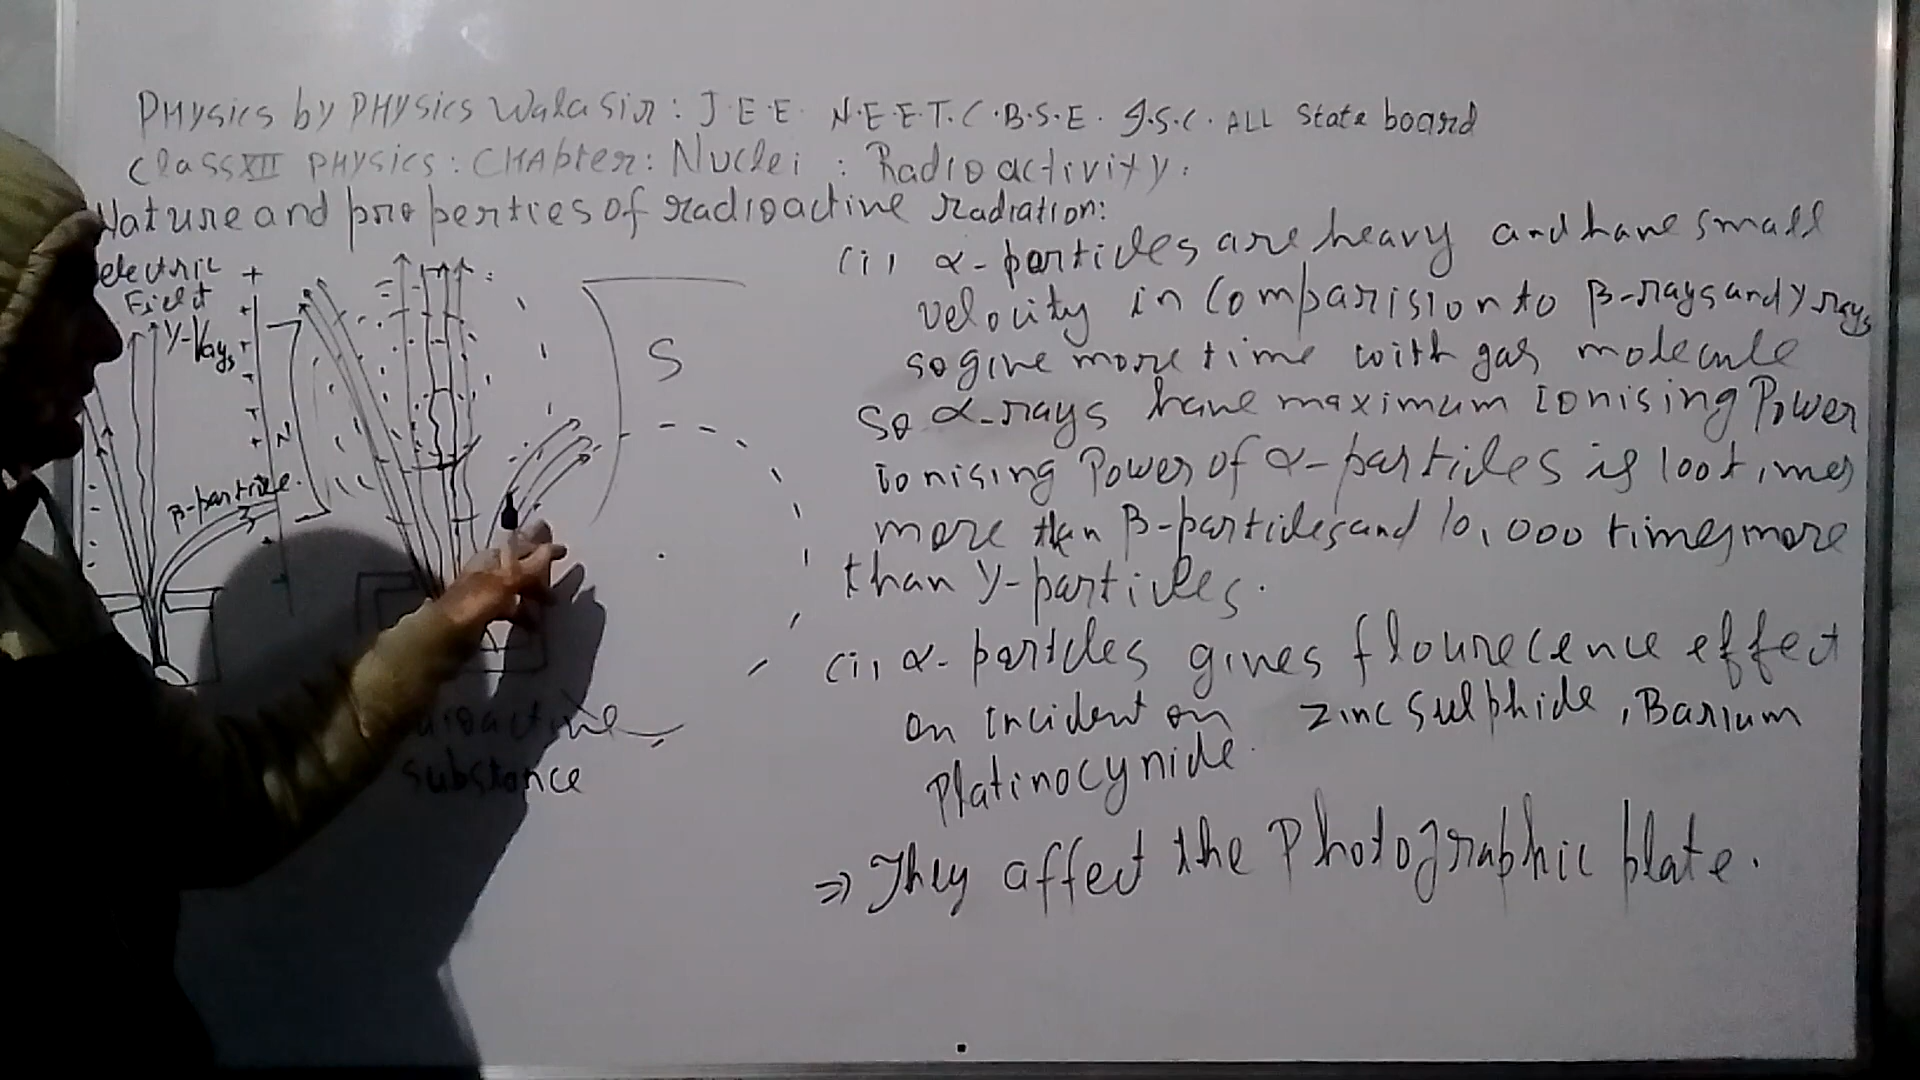 PHYSICS by PHYSICS Wala Sir: J.E.E. N.E.E.T. C.B.S.E. I.S.C. ALL State board
Class XII PHYSICS: CHApter: Nuclei : Radioactivity.
Nature and properties of radioactive radiation:
electric +
Field
γ-rays
β-particle.
N
S
substance
(i) α-particles are heavy and have small
velocity in comparision to β-rays and γ rays
so give more time with gas molecule
So α-rays have maximum ionising Power
ionising Power of α-particles is 100 times
more than β-particles and 10,000 times more
than γ-particles.
(i) α-particles gives flourecence effect
on incident on zinc sulphide, Barium
Platinocynide.
⇒ They affect the Photographic plate.